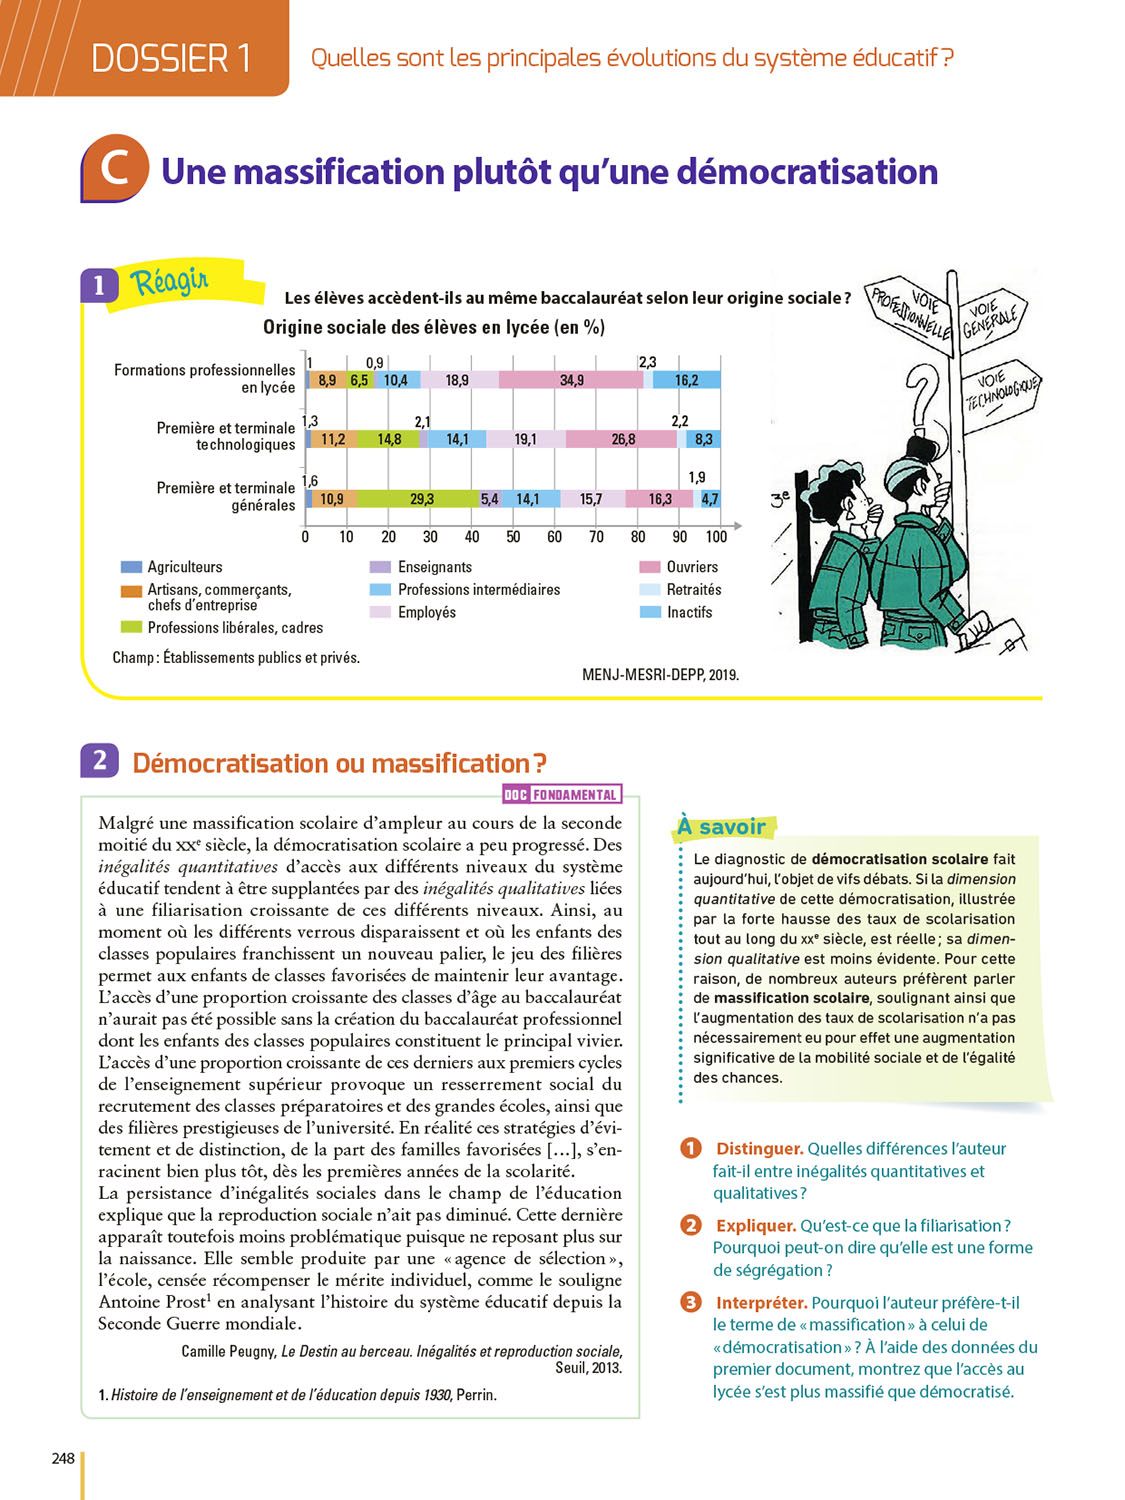 DOSSIER 1
Quelles sont les principales évolutions du système éducatif ?
C
Une massification plutôt qu'une démocratisation
1
Réagir
Les élèves accèdent-ils au même baccalauréat selon leur origine sociale ?
Origine sociale des élèves en lycée (en %)
Formations professionnelles
en lycée
1 8,9 6,5 0,9 10,4 18,9 34,9 2,3 16,2
Première et terminale
technologiques
1,3 11,2 14,8 2,1 14,1 19,1 26,8 2,2 8,3
Première et terminale
générales
1,6 10,9 29,3 5,4 14,1 15,7 16,3 1,9 4,7
0 10 20 30 40 50 60 70 80 90 100
Agriculteurs
Artisans, commerçants,
chefs d'entreprise
Professions libérales, cadres
Enseignants
Professions intermédiaires
Employés
Ouvriers
Retraités
Inactifs
Champ : Établissements publics et privés.
MENJ-MESRI-DEPP, 2019.
VOIE
PROFESSIONNELLE
VOIE
GENERALE
VOIE
TECHNOLOGIQUE
?
3e
2
Démocratisation ou massification ?
DOC FONDAMENTAL
Malgré une massification scolaire d'ampleur au cours de la seconde
moitié du XXe siècle, la démocratisation scolaire a peu progressé. Des
inégalités quantitatives d'accès aux différents niveaux du système
éducatif tendent à être supplantées par des inégalités qualitatives liées
à une filiarisation croissante de ces différents niveaux. Ainsi, au
moment où les différents verrous disparaissent et où les enfants des
classes populaires franchissent un nouveau palier, le jeu des filières
permet aux enfants de classes favorisées de maintenir leur avantage.
L'accès d'une proportion croissante des classes d'âge au baccalauréat
n'aurait pas été possible sans la création du baccalauréat professionnel
dont les enfants des classes populaires constituent le principal vivier.
L'accès d'une proportion croissante de ces derniers aux premiers cycles
de l'enseignement supérieur provoque un resserrement social du
recrutement des classes préparatoires et des grandes écoles, ainsi que
des filières prestigieuses de l'université. En réalité ces stratégies d'évi-
tement et de distinction, de la part des familles favorisées [...], s'en-
racinent bien plus tôt, dès les premières années de la scolarité.
La persistance d'inégalités sociales dans le champ de l'éducation
explique que la reproduction sociale n'ait pas diminué. Cette dernière
apparaît toutefois moins problématique puisque ne reposant plus sur
la naissance. Elle semble produite par une « agence de sélection »,
l'école, censée récompenser le mérite individuel, comme le souligne
Antoine Prost1 en analysant l'histoire du système éducatif depuis la
Seconde Guerre mondiale.
Camille Peugny, Le Destin au berceau. Inégalités et reproduction sociale,
Seuil, 2013.
1. Histoire de l'enseignement et de l'éducation depuis 1930, Perrin.
À savoir
Le diagnostic de démocratisation scolaire fait
aujourd'hui, l'objet de vifs débats. Si la dimension
quantitative de cette démocratisation, illustrée
par la forte hausse des taux de scolarisation
tout au long du XXe siècle, est réelle ; sa dimen-
sion qualitative est moins évidente. Pour cette
raison, de nombreux auteurs préfèrent parler
de massification scolaire, soulignant ainsi que
l'augmentation des taux de scolarisation n'a pas
nécessairement eu pour effet une augmentation
significative de la mobilité sociale et de l'égalité
des chances.
1 Distinguer. Quelles différences l'auteur
fait-il entre inégalités quantitatives et
qualitatives ?
2 Expliquer. Qu'est-ce que la filiarisation ?
Pourquoi peut-on dire qu'elle est une forme
de ségrégation ?
3 Interpréter. Pourquoi l'auteur préfère-t-il
le terme de « massification » à celui de
« démocratisation » ? À l'aide des données du
premier document, montrez que l'accès au
lycée s'est plus massifié que démocratisé.
248